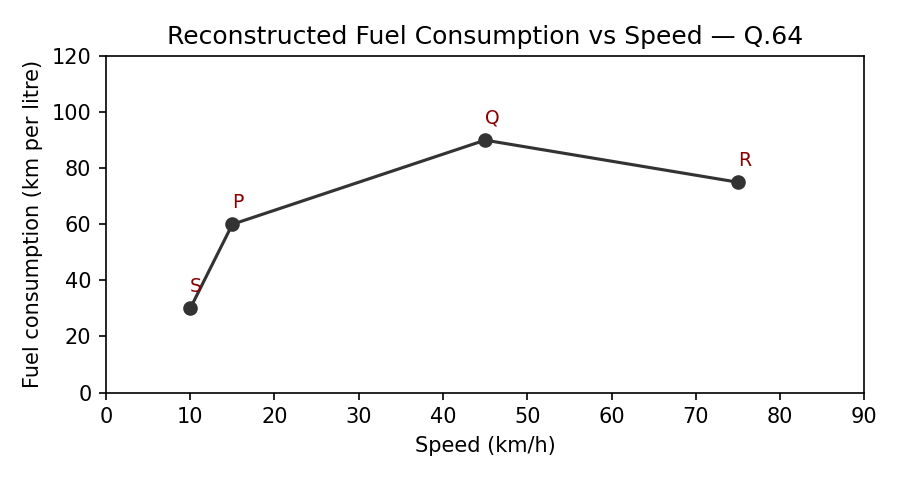 Reconstructed Fuel Consumption vs Speed — Q.64
Fuel consumption (km per litre)
120
100
80
60
40
20
0
Q
R
P
S
0 10 20 30 40 50 60 70 80 90
Speed (km/h)